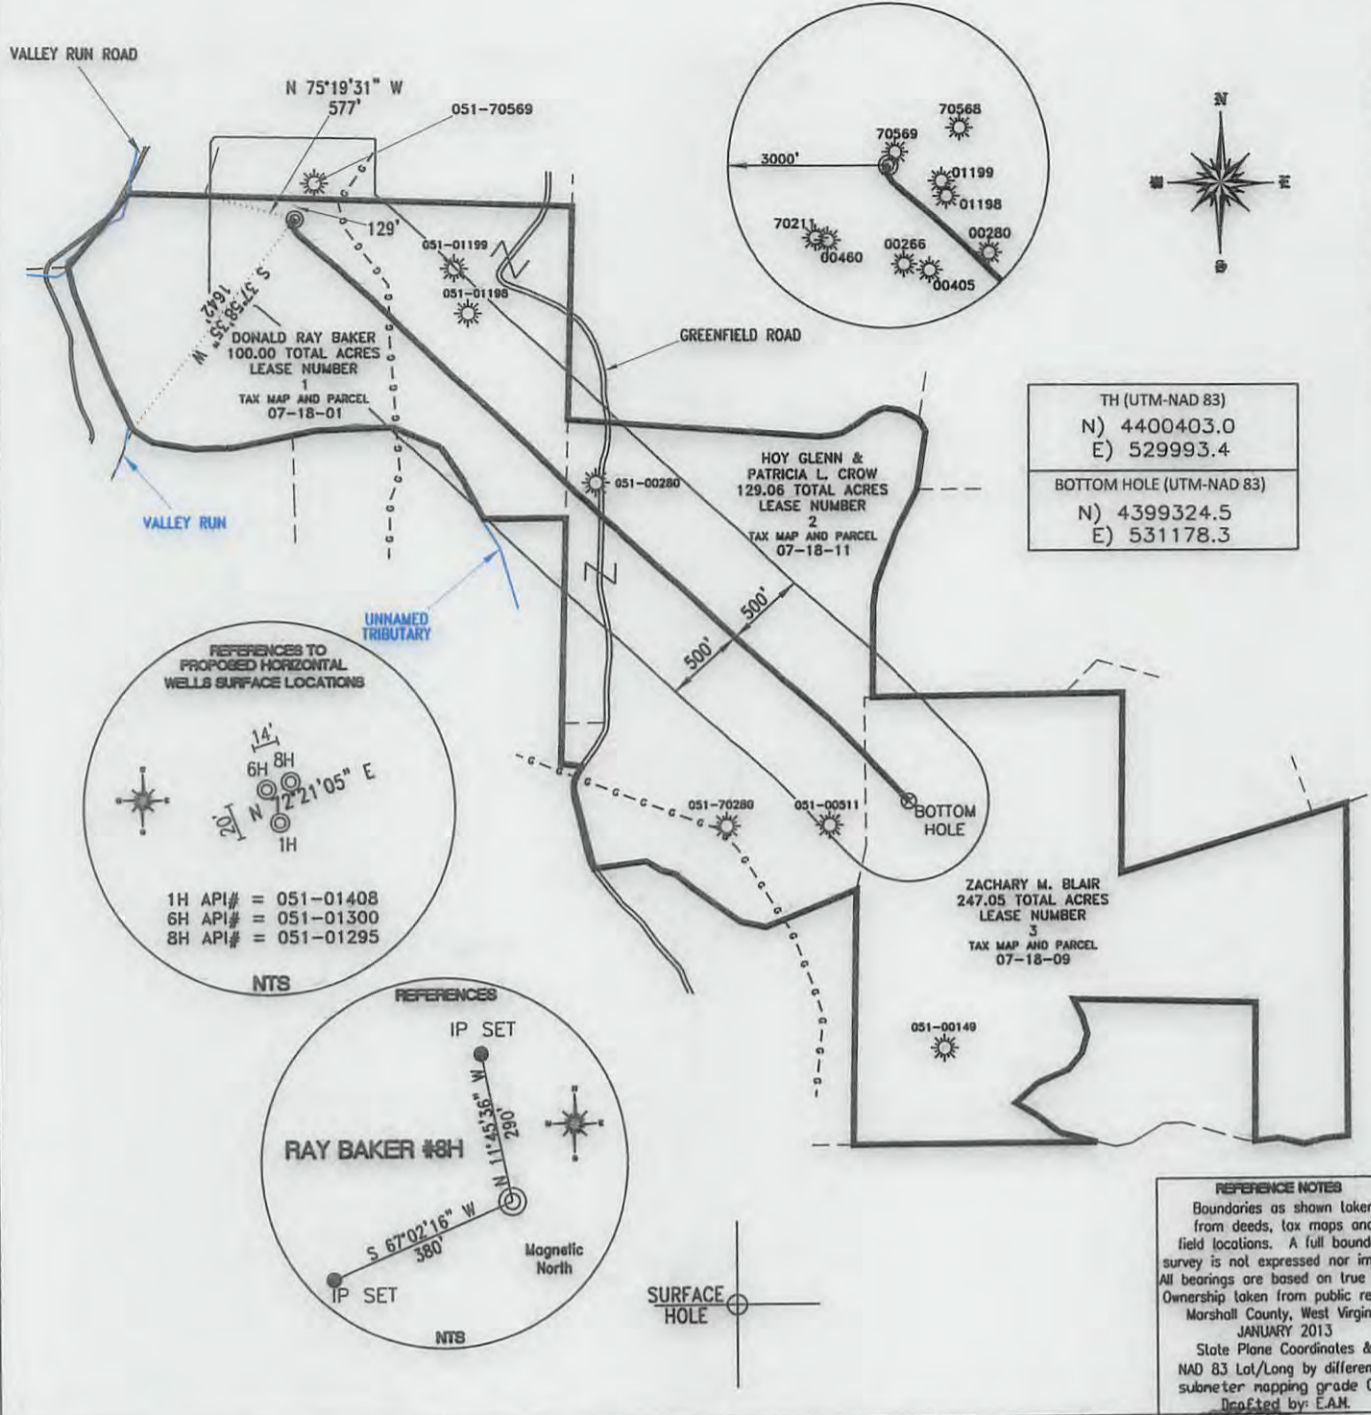 VALLEY RUN ROAD
N 75°19'31" W
577'
051-70569
129'
051-01199
051-01198
S 37°58'35" W
1642'
DONALD RAY BAKER
100.00 TOTAL ACRES
LEASE NUMBER
1
TAX MAP AND PARCEL
07-18-01
VALLEY RUN
UNNAMED
TRIBUTARY
GREENFIELD ROAD
70568
70569
3000'
01199
01198
70211
00460
00266
00280
00405
N
E
TH (UTM-NAD 83)
N) 4400403.0
E) 529993.4
BOTTOM HOLE (UTM-NAD 83)
N) 4399324.5
E) 531178.3
HOY GLENN &
PATRICIA L. CROW
129.06 TOTAL ACRES
LEASE NUMBER
2
TAX MAP AND PARCEL
07-18-11
051-00280
500'
500'
REFERENCES TO
PROPOSED HORIZONTAL
WELLS SURFACE LOCATIONS
14'
6H 8H
N 72°21'05" E
20'
1H
1H API# = 051-01408
6H API# = 051-01300
8H API# = 051-01295
NTS
051-70280
051-00511
BOTTOM
HOLE
ZACHARY M. BLAIR
247.05 TOTAL ACRES
LEASE NUMBER
3
TAX MAP AND PARCEL
07-18-09
051-00149
REFERENCES
IP SET
N 11°45'36" W
290'
RAY BAKER #8H
S 67°02'16" W
380'
IP SET
Magnetic
North
NTS
SURFACE
HOLE
REFERENCE NOTES
Boundaries as shown taken
from deeds, tax maps and
field locations. A full bound
survey is not expressed nor im
All bearings are based on true
Ownership taken from public re
Marshall County, West Virgin
JANUARY 2013
State Plane Coordinates &
NAD 83 Lat/Long by differen
submeter mapping grade
Drafted by: E.A.M.